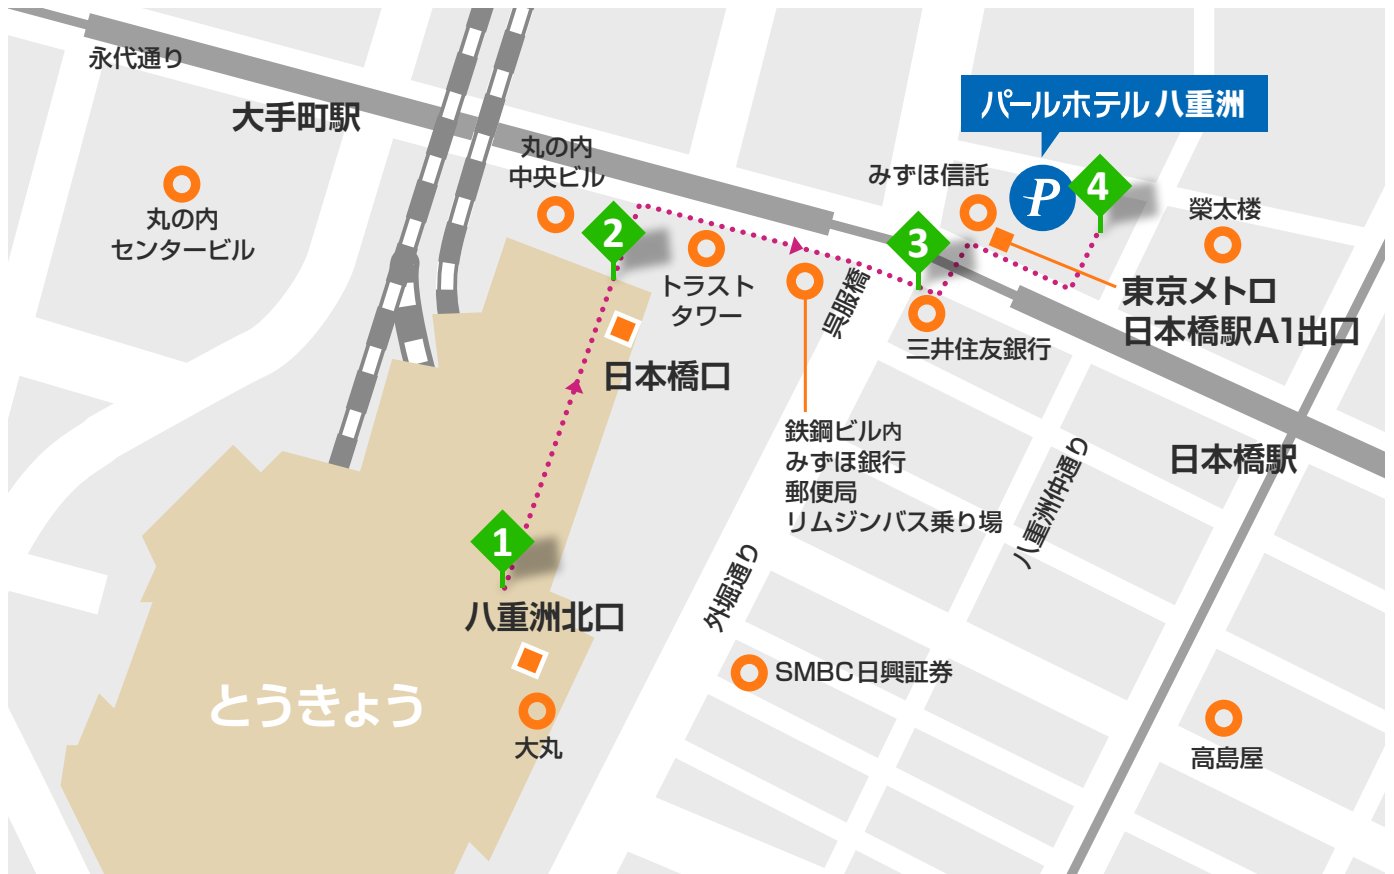 永代通り
大手町駅
丸の内
センタービル
丸の内
中央ビル
パールホテル 八重洲
みずほ信託
P
4
榮太楼
2
3
トラスト
タワー
呉服橋
東京メトロ
日本橋駅A1出口
三井住友銀行
日本橋口
鉄鋼ビル内
みずほ銀行
郵便局
リムジンバス乗り場
日本橋駅
八重洲仲通り
1
八重洲北口
外堀通り
とうきょう
SMBC日興証券
大丸
高島屋